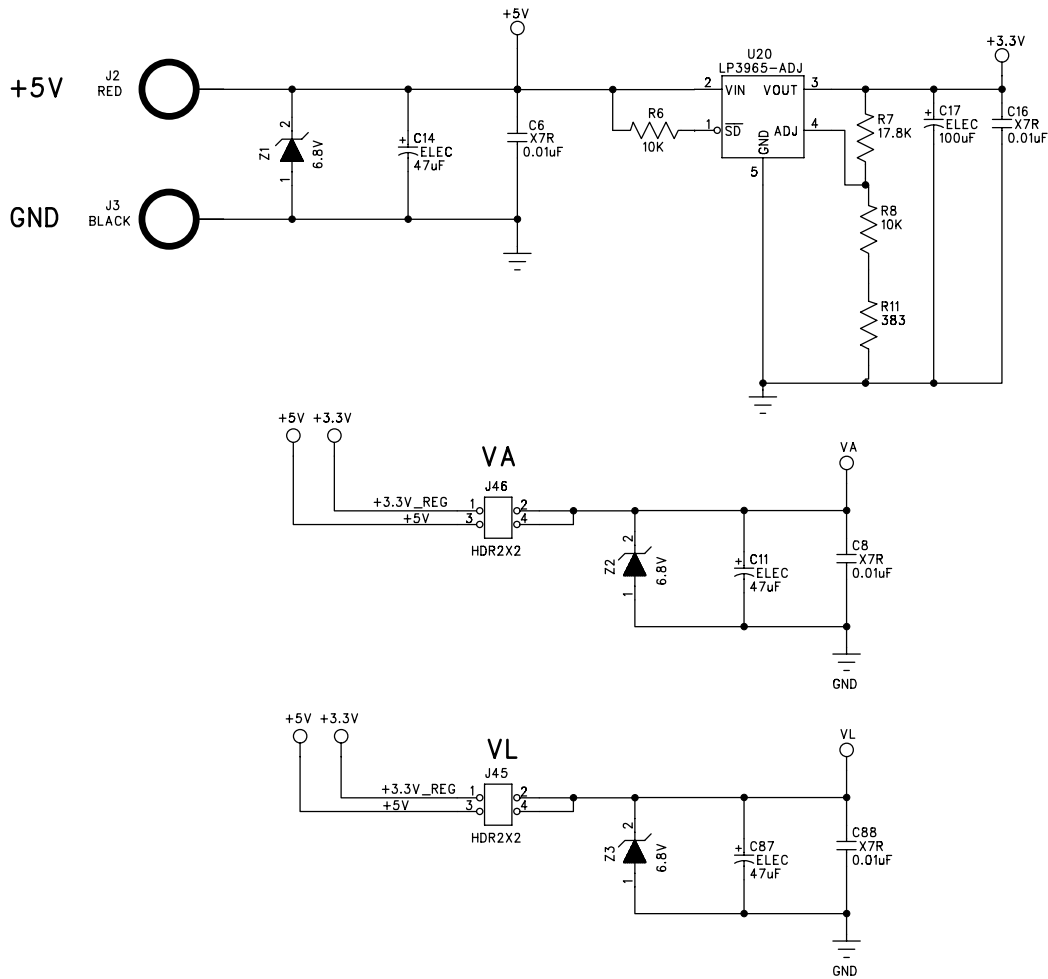 +5V
+5V
J2
RED
Z1
2
1
6.8V
+
C14
ELEC
47uF
C6
X7R
0.01uF
GND
J3
BLACK
R6
10K
U20
LP3965-ADJ
2
VIN
VOUT
3
1
SD
ADJ
4
GND
5
R7
17.8K
+
C17
ELEC
100uF
+3.3V
C16
X7R
0.01uF
R8
10K
R11
383
+5V
+3.3V
VA
J46
+3.3V_REG
1
2
+5V
3
4
HDR2X2
Z2
2
1
6.8V
+
C11
ELEC
47uF
VA
C8
X7R
0.01uF
GND
+5V
+3.3V
VL
J45
+3.3V_REG
1
2
+5V
3
4
HDR2X2
Z3
2
1
6.8V
+
C87
ELEC
47uF
VL
C88
X7R
0.01uF
GND